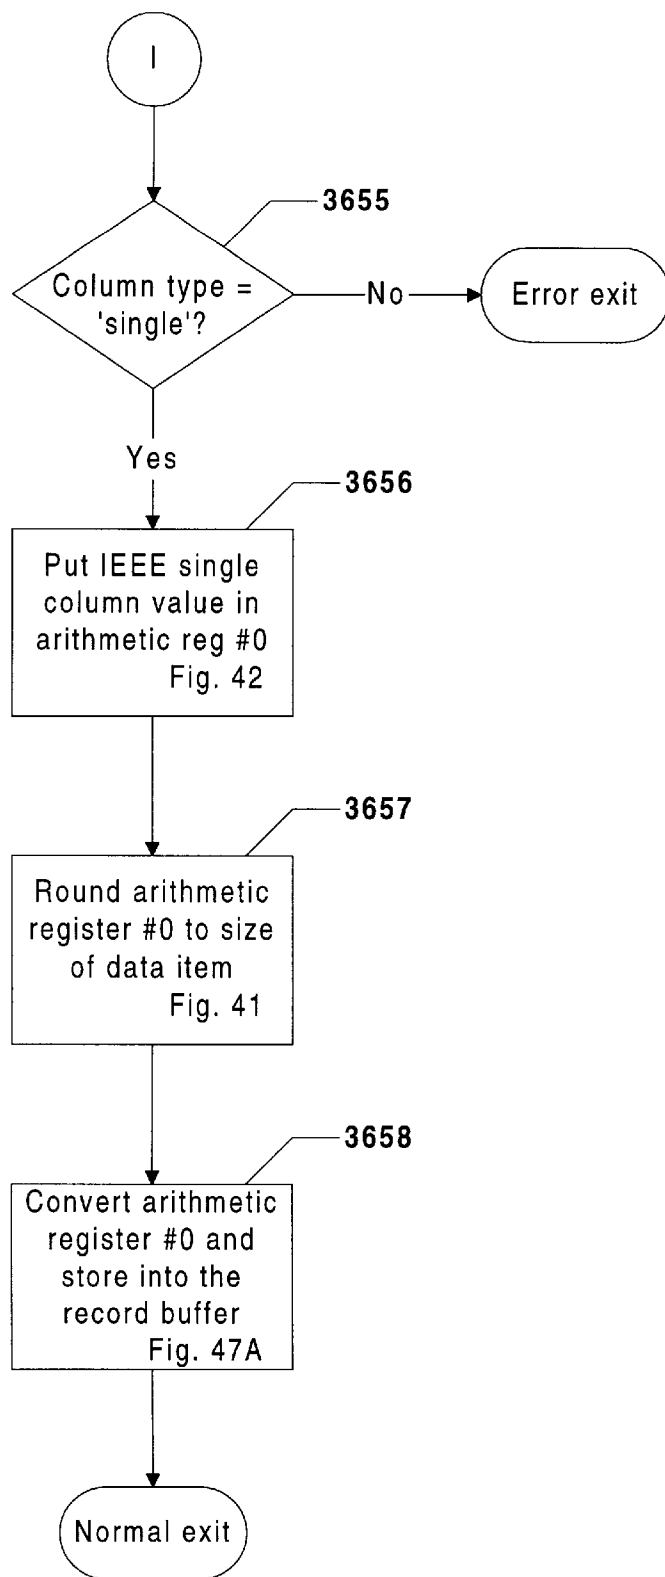 I
3655
Column type =
'single'?
No
Error exit
Yes
3656
Put IEEE single
column value in
arithmetic reg #0
Fig. 42
3657
Round arithmetic
register #0 to size
of data item
Fig. 41
3658
Convert arithmetic
register #0 and
store into the
record buffer
Fig. 47A
Normal exit